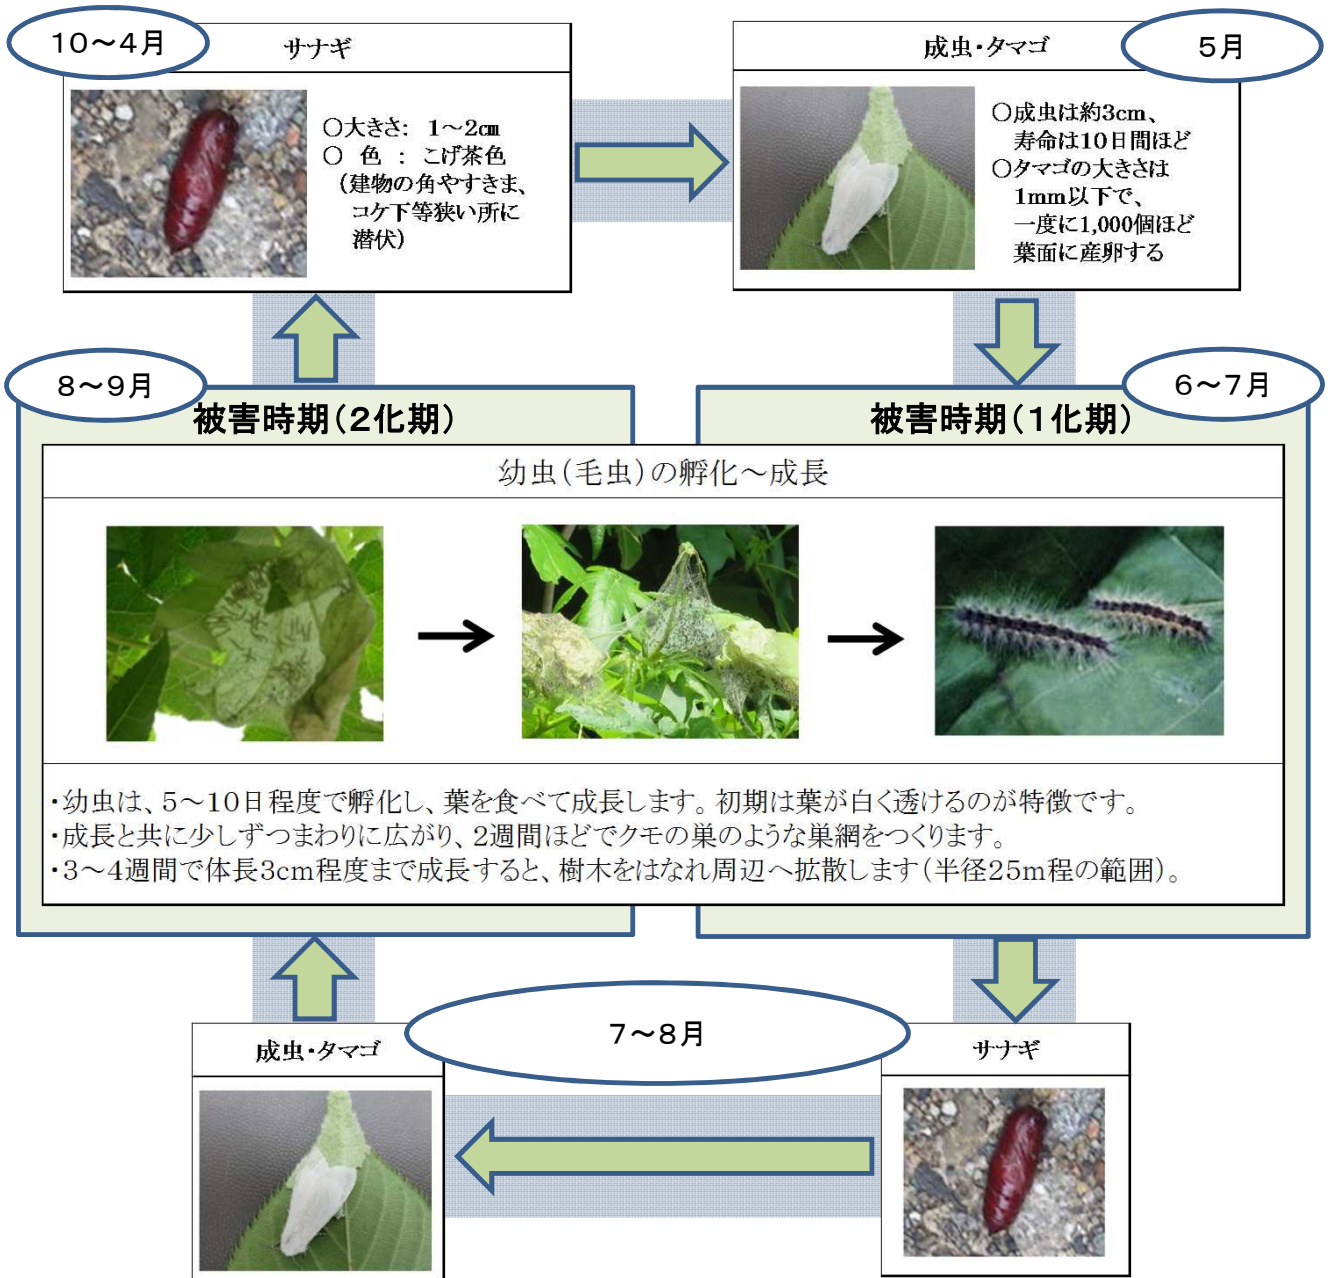 10～4月
サナギ
○大きさ: 1～2㎝
○ 色 : こげ茶色
(建物の角やすきま、
コケ下等狭い所に
潜伏)
5月
成虫・タマゴ
○成虫は約3cm、
寿命は10日間ほど
○タマゴの大きさは
1mm以下で、
一度に1,000個ほど
葉面に産卵する
8～9月
被害時期(2化期)
6～7月
被害時期(1化期)
幼虫(毛虫)の孵化～成長
・幼虫は、5～10日程度で孵化し、葉を食べて成長します。初期は葉が白く透けるのが特徴です。
・成長と共に少しずつまわりに広がり、2週間ほどでクモの巣のような巣網をつくります。
・3～4週間で体長3cm程度まで成長すると、樹木をはなれ周辺へ拡散します(半径25m程の範囲)。
7～8月
成虫・タマゴ
サナギ